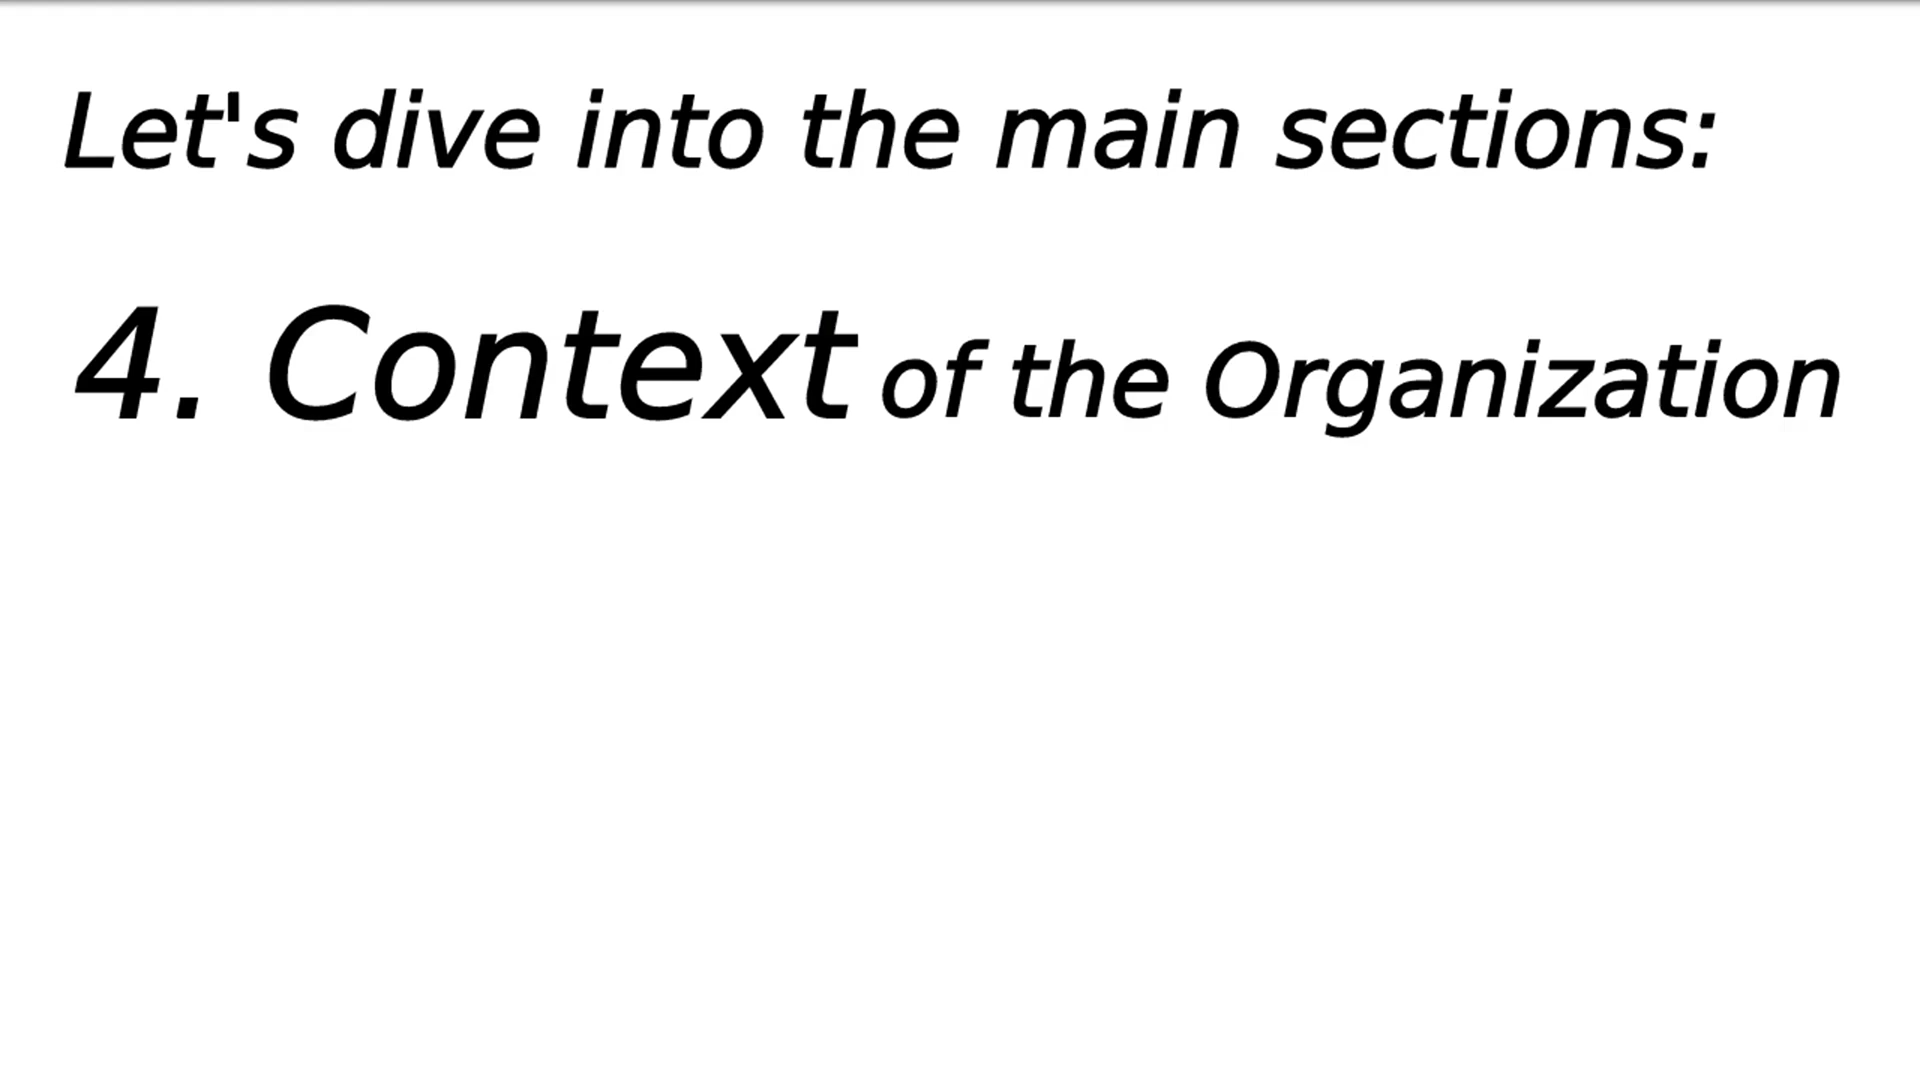 Let's dive into the main sections:
4. Context of the Organization